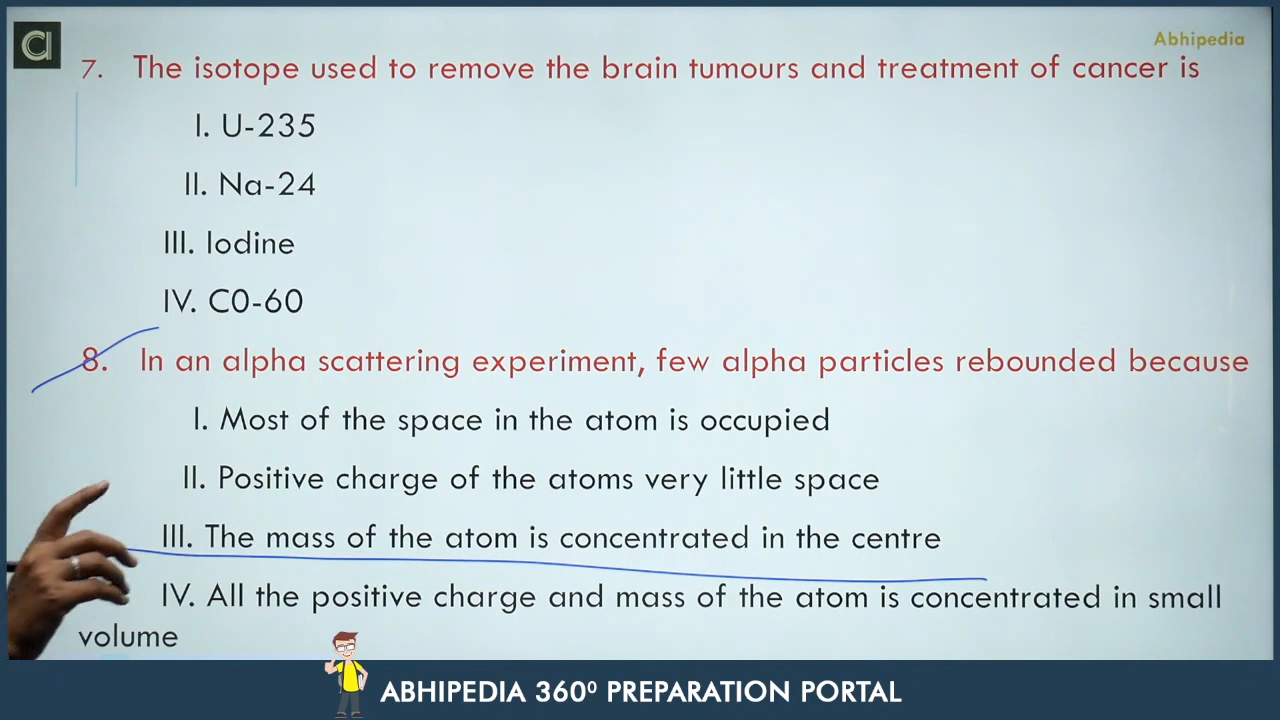 a
Abhipedia
7. The isotope used to remove the brain tumours and treatment of cancer is
I. U-235
II. Na-24
III. Iodine
IV. C0-60
8. In an alpha scattering experiment, few alpha particles rebounded because
I. Most of the space in the atom is occupied
II. Positive charge of the atoms very little space
III. The mass of the atom is concentrated in the centre
IV. All the positive charge and mass of the atom is concentrated in small
volume
ABHIPEDIA 360⁰ PREPARATION PORTAL